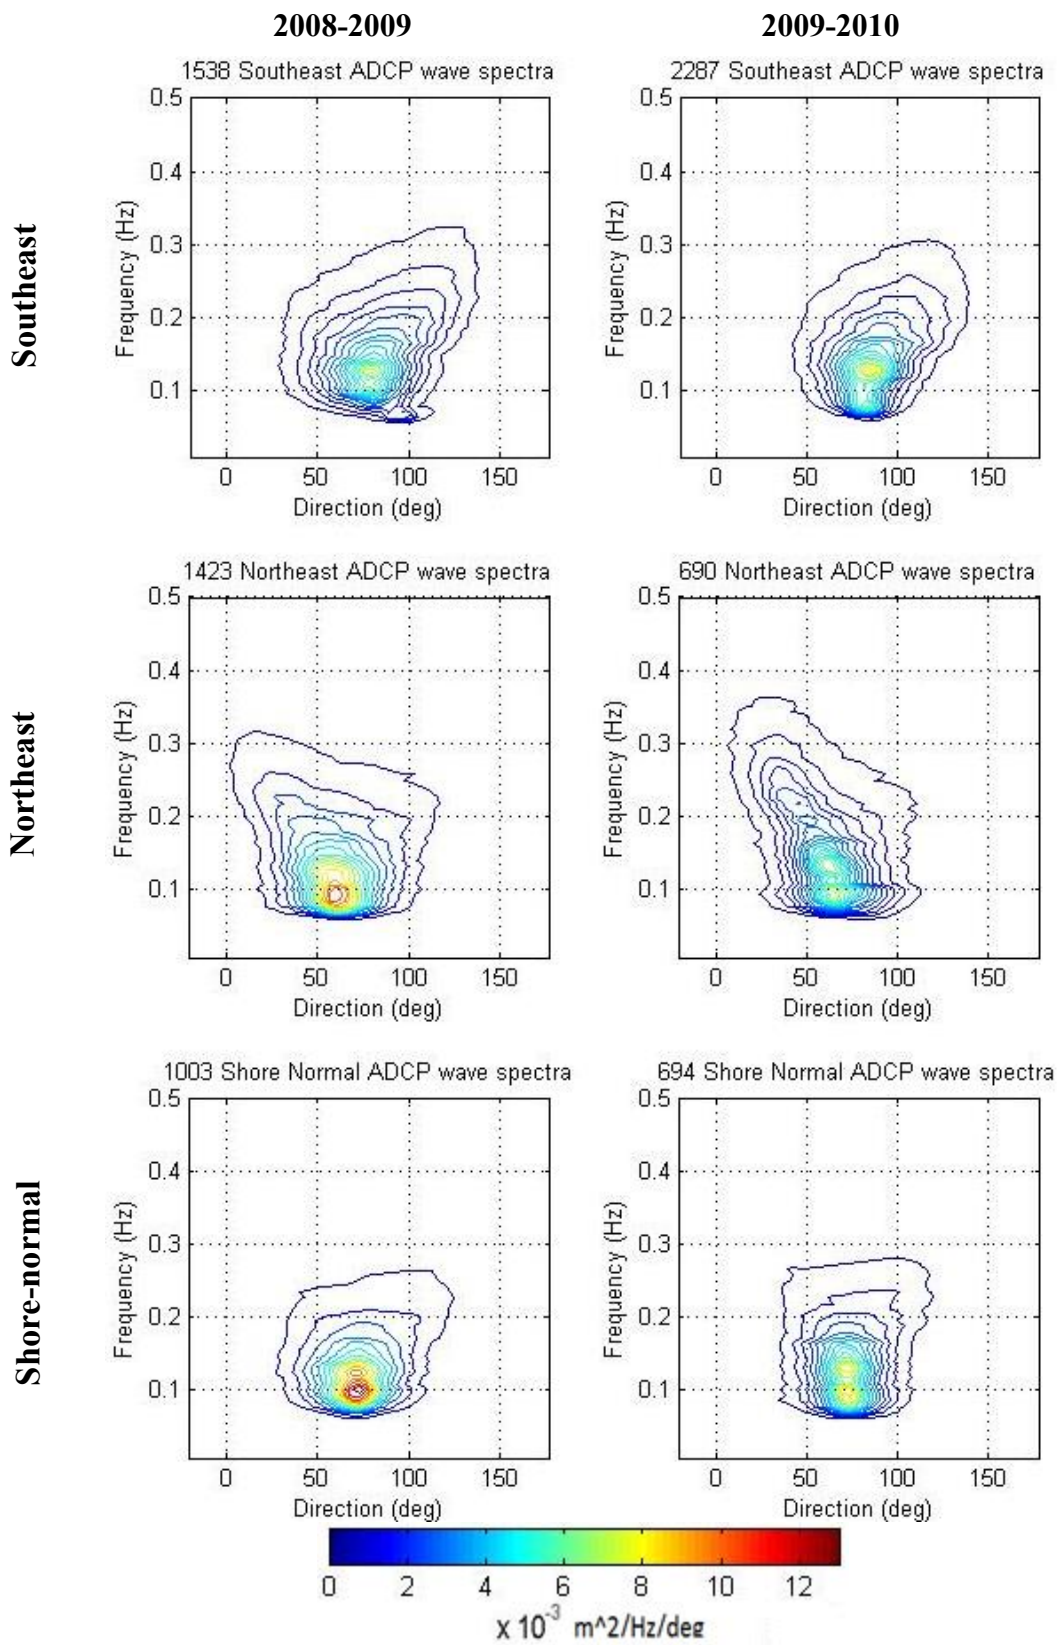 2008-2009 2009-2010
1538 Southeast ADCP wave spectra 2287 Southeast ADCP wave spectra
Southeast
Frequency (Hz) Frequency (Hz)
0.5 0.5
0.4 0.4
0.3 0.3
0.2 0.2
0.1 0.1
0 50 100 150 0 50 100 150
Direction (deg) Direction (deg)
1423 Northeast ADCP wave spectra 690 Northeast ADCP wave spectra
Northeast
Frequency (Hz) Frequency (Hz)
0.5 0.5
0.4 0.4
0.3 0.3
0.2 0.2
0.1 0.1
0 50 100 150 0 50 100 150
Direction (deg) Direction (deg)
1003 Shore Normal ADCP wave spectra 694 Shore Normal ADCP wave spectra
Shore-normal
Frequency (Hz) Frequency (Hz)
0.5 0.5
0.4 0.4
0.3 0.3
0.2 0.2
0.1 0.1
0 50 100 150 0 50 100 150
Direction (deg) Direction (deg)
0 2 4 6 8 10 12
x 10^-3 m^2/Hz/deg